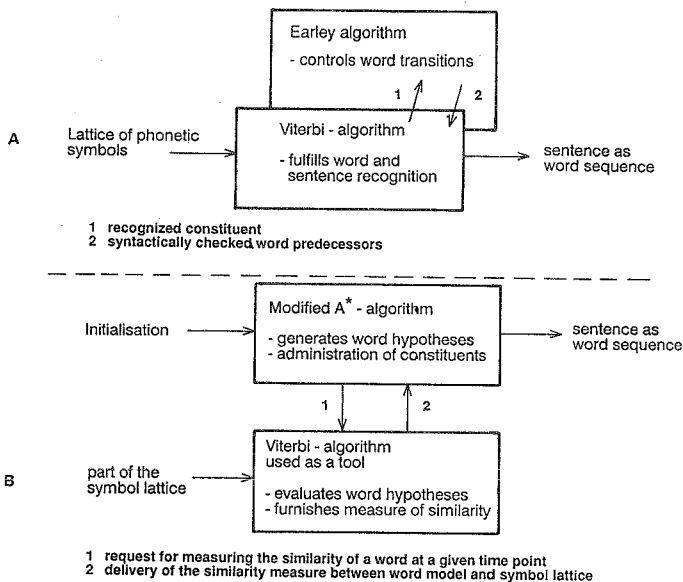 Earley algorithm
- controls word transitions
1 2
A
Lattice of phonetic
symbols
Viterbi - algorithm
- fulfills word and
sentence recognition
sentence as
word sequence
1 recognized constituent
2 syntactically checked word predecessors
Initialisation
Modified A* - algorithm
- generates word hypotheses
- administration of constituents
sentence as
word sequence
1 2
B
part of the
symbol lattice
Viterbi - algorithm
used as a tool
- evaluates word hypotheses
- furnishes measure of similarity
1 request for measuring the similarity of a word at a given time point
2 delivery of the similarity measure between word model and symbol lattice